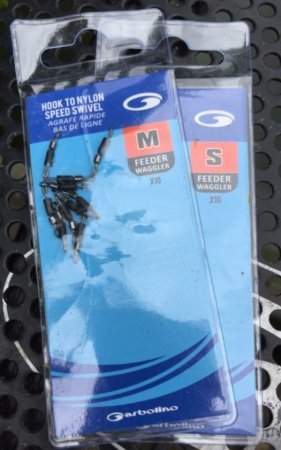 HOOK TO NYLON
SPEED SWIVEL
AGRAFE RAPIDE
BAS DE LIGNE
M
FEEDER
WAGGLER
X10
Garbolino
S
FEEDER
WAGGLER
X10